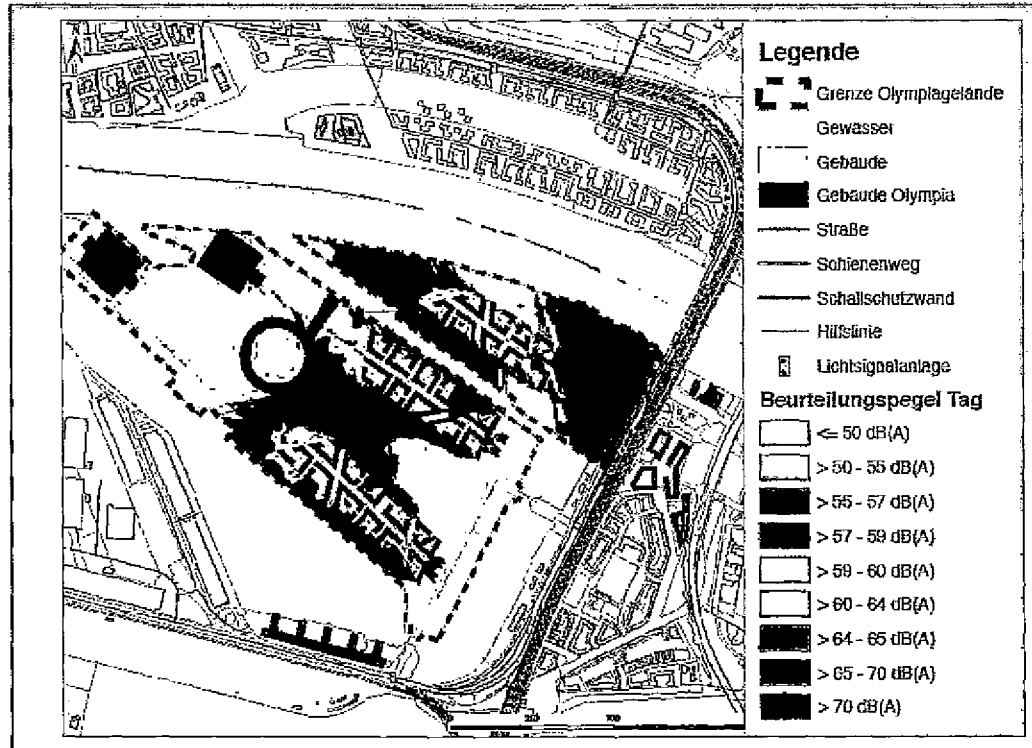 Legende
Grenze Olympiagelände
Gewasser
Gebäude
Gebäude Olympia
Straße
Schienenweg
Schallschutzwand
Hilfslinie
Lichtsignalanlage
Beurteilungspegel Tag
<= 50 dB(A)
> 50 - 55 dB(A)
> 55 - 57 dB(A)
> 57 - 59 dB(A)
> 59 - 60 dB(A)
> 60 - 64 dB(A)
> 64 - 65 dB(A)
> 65 - 70 dB(A)
> 70 dB(A)